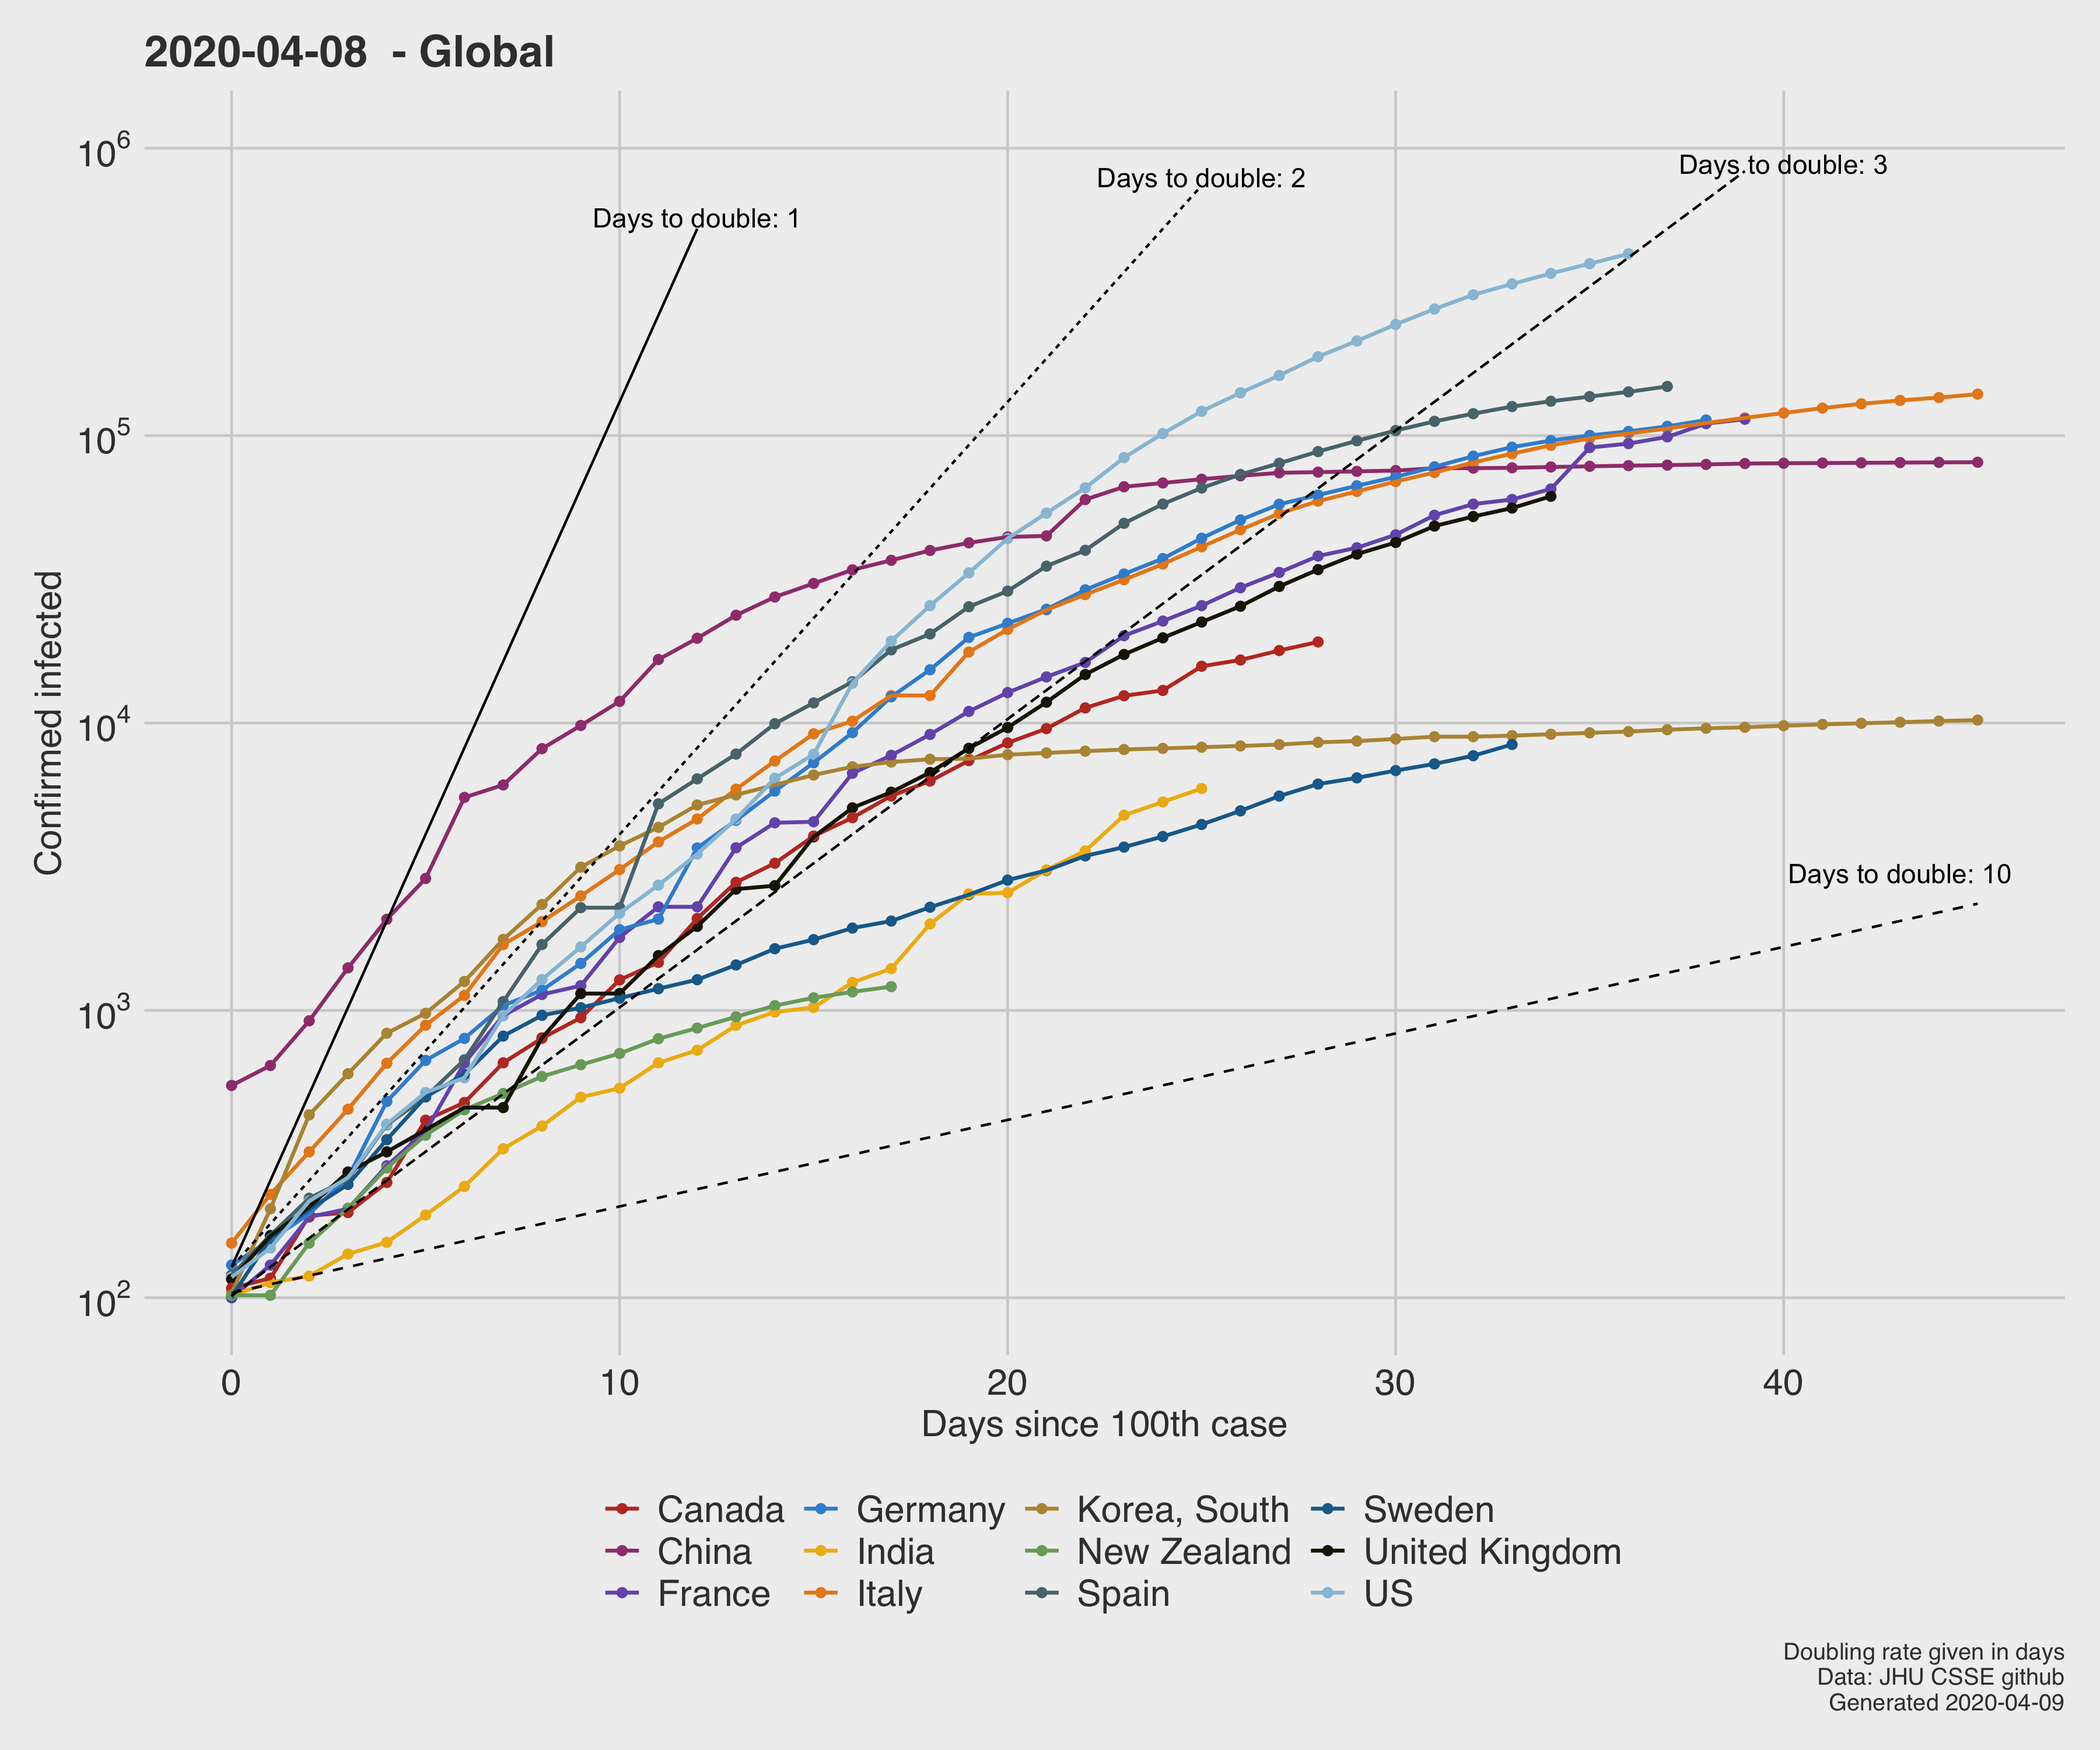 2020-04-08  - Global
10^6
10^5
10^4
10^3
10^2
Confirmed infected
Days to double: 1
Days to double: 2
Days to double: 3
Days to double: 10
0 10 20 30 40
Days since 100th case
Canada Germany Korea, South Sweden
China India New Zealand United Kingdom
France Italy Spain US
Doubling rate given in days
Data: JHU CSSE github
Generated 2020-04-09